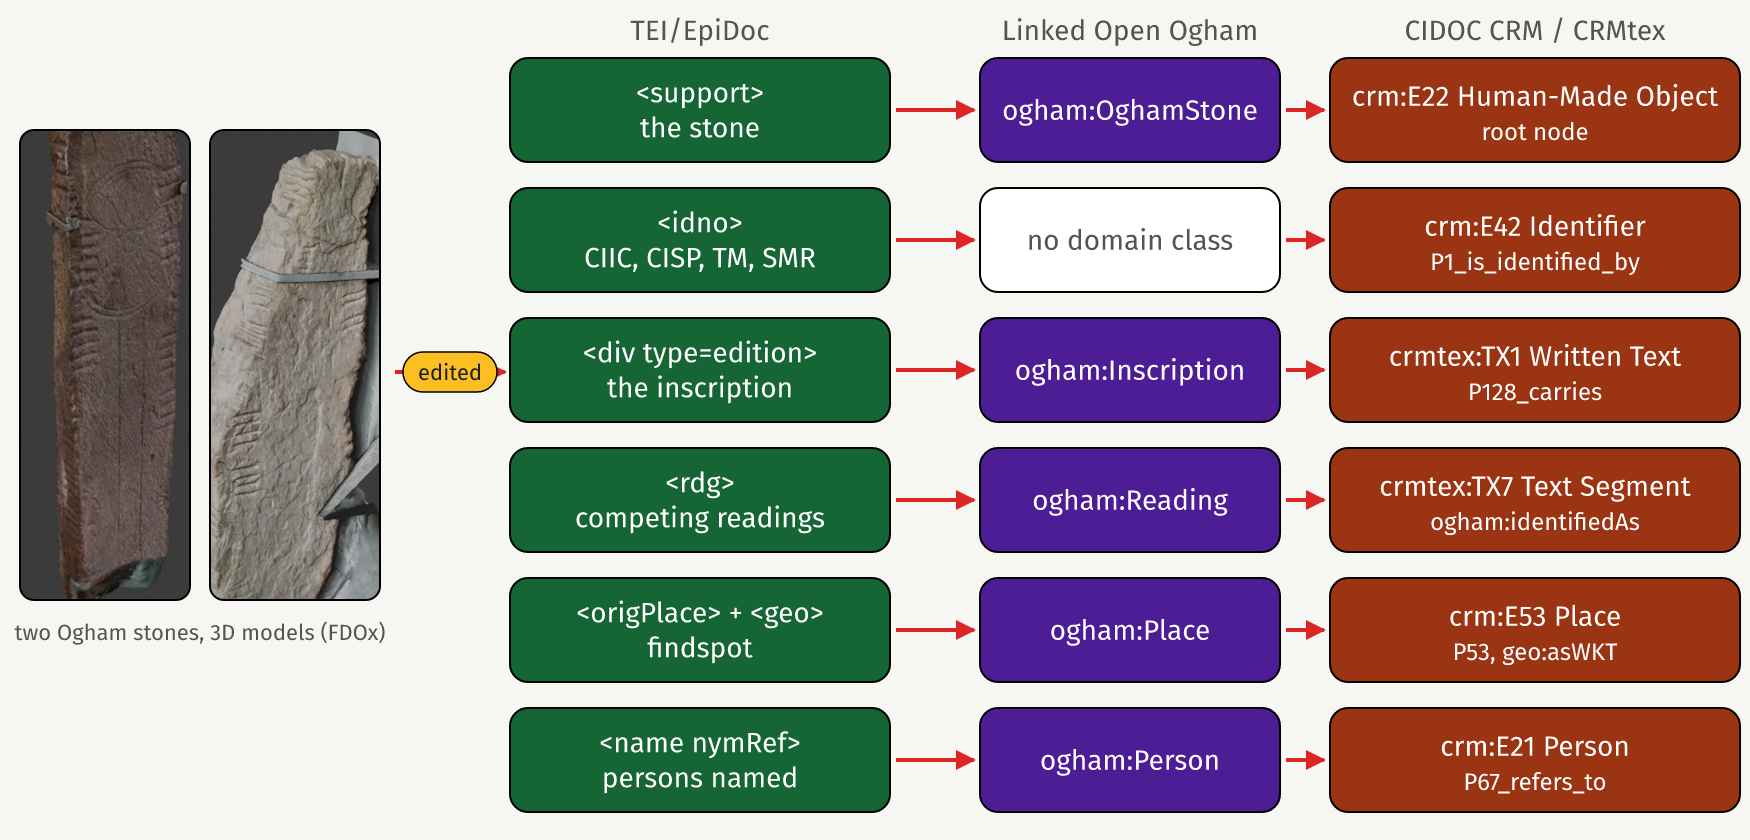 TEI/EpiDoc
Linked Open Ogham
CIDOC CRM / CRMtex
<support>
the stone
ogham:OghamStone
crm:E22 Human-Made Object
root node
<idno>
CIIC, CISP, TM, SMR
no domain class
crm:E42 Identifier
P1_is_identified_by
edited
<div type=edition>
the inscription
ogham:Inscription
crmtex:TX1 Written Text
P128_carries
<rdg>
competing readings
ogham:Reading
crmtex:TX7 Text Segment
ogham:identifiedAs
<origPlace> + <geo>
findspot
ogham:Place
crm:E53 Place
P53, geo:asWKT
two Ogham stones, 3D models (FDOx)
<name nymRef>
persons named
ogham:Person
crm:E21 Person
P67_refers_to